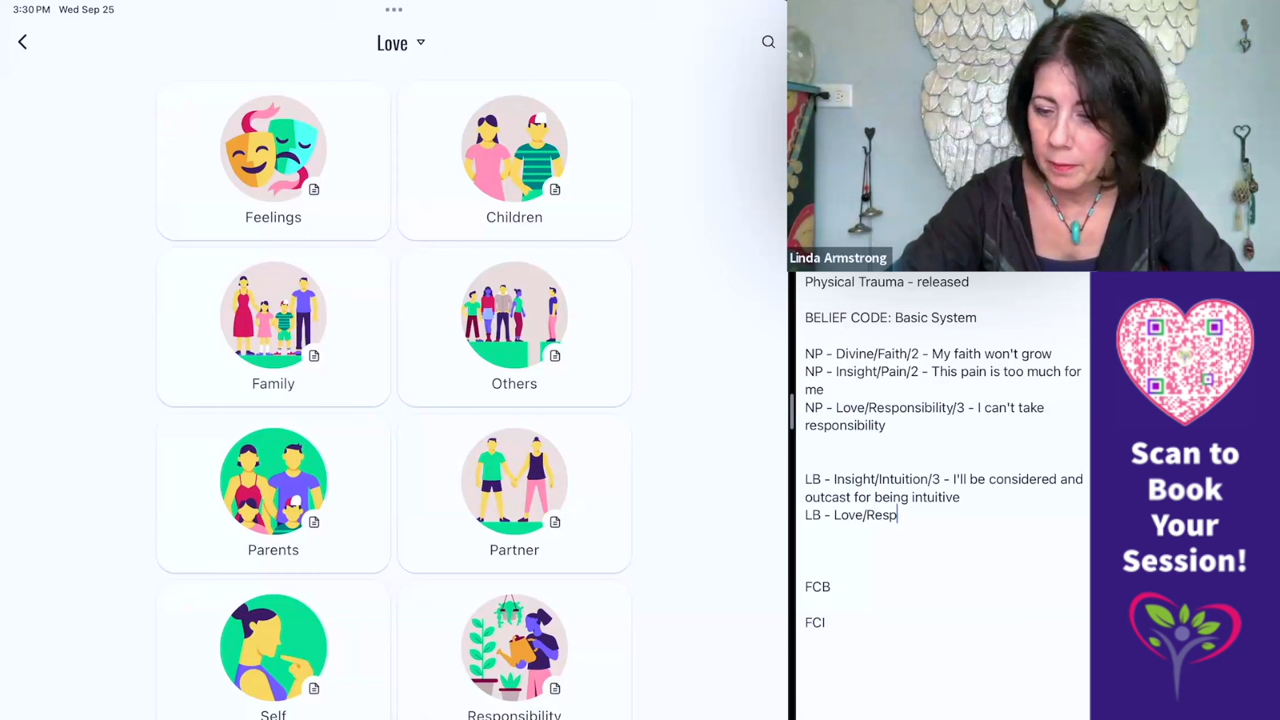 3:30 PM Wed Sep 25
Love
Feelings
Children
Family
Others
Parents
Partner
Self
Responsibility
Linda Armstrong
Physical Trauma - released
BELIEF CODE: Basic System
NP - Divine/Faith/2 - My faith won't grow
NP - Insight/Pain/2 - This pain is too much for
me
NP - Love/Responsibility/3 - I can't take
responsibility
LB - Insight/Intuition/3 - I'll be considered and
outcast for being intuitive
LB - Love/Resp
FCB
FCI
Scan to
Book
Your
Session!